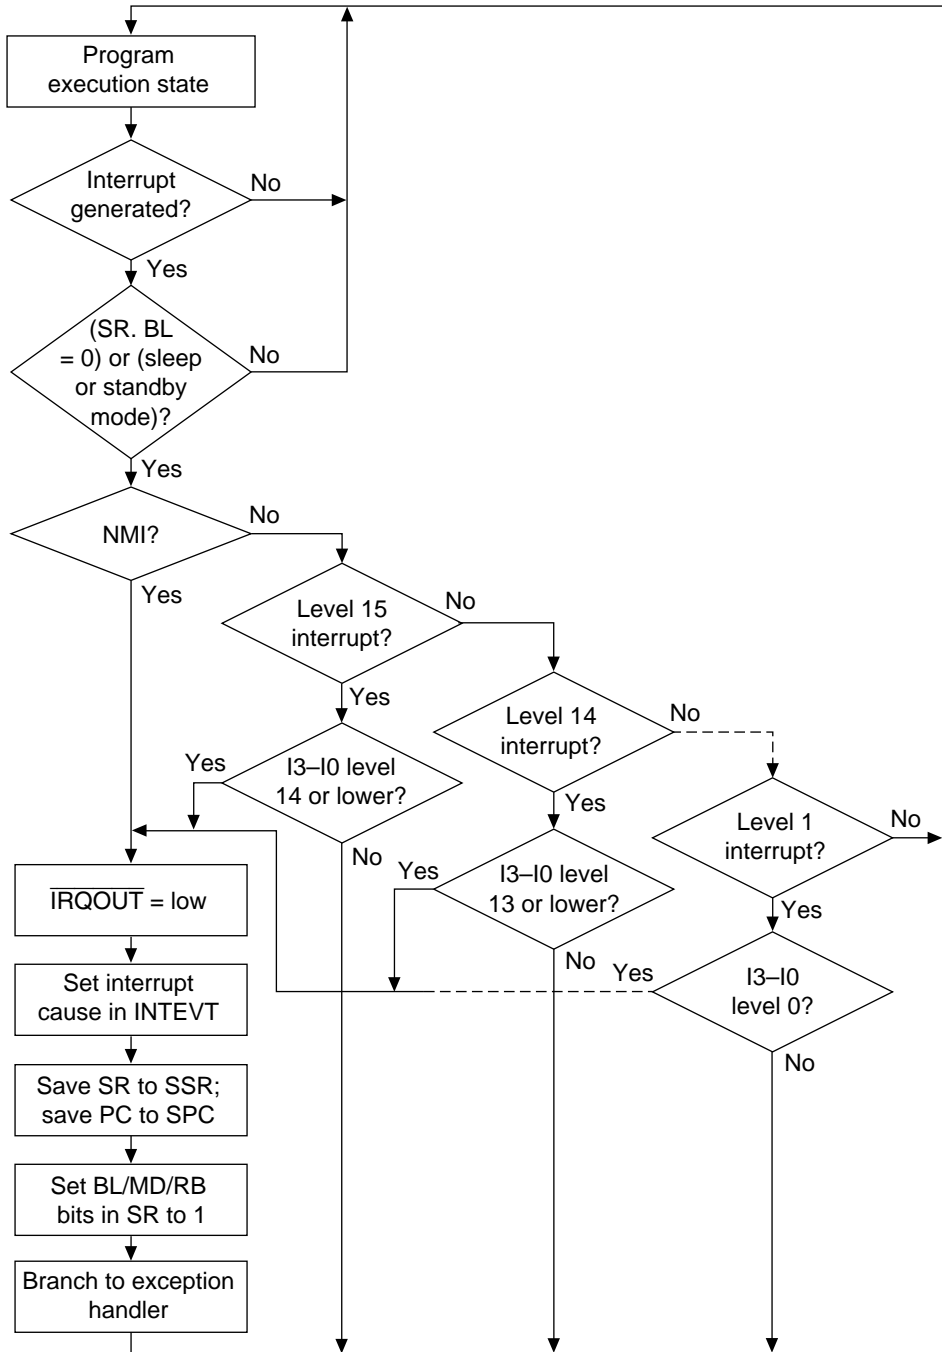 Program
execution state
Interrupt
generated?
No
Yes
(SR. BL
= 0) or (sleep
or standby
mode)?
No
Yes
NMI?
No
Yes
Level 15
interrupt?
No
Yes
Level 14
interrupt?
No
Yes
I3–I0 level
14 or lower?
Yes
No
Level 1
interrupt?
No
Yes
I3–I0 level
13 or lower?
Yes
No
I3–I0
level 0?
Yes
No
IRQOUT = low
Set interrupt
cause in INTEVT
Save SR to SSR;
save PC to SPC
Set BL/MD/RB
bits in SR to 1
Branch to exception
handler